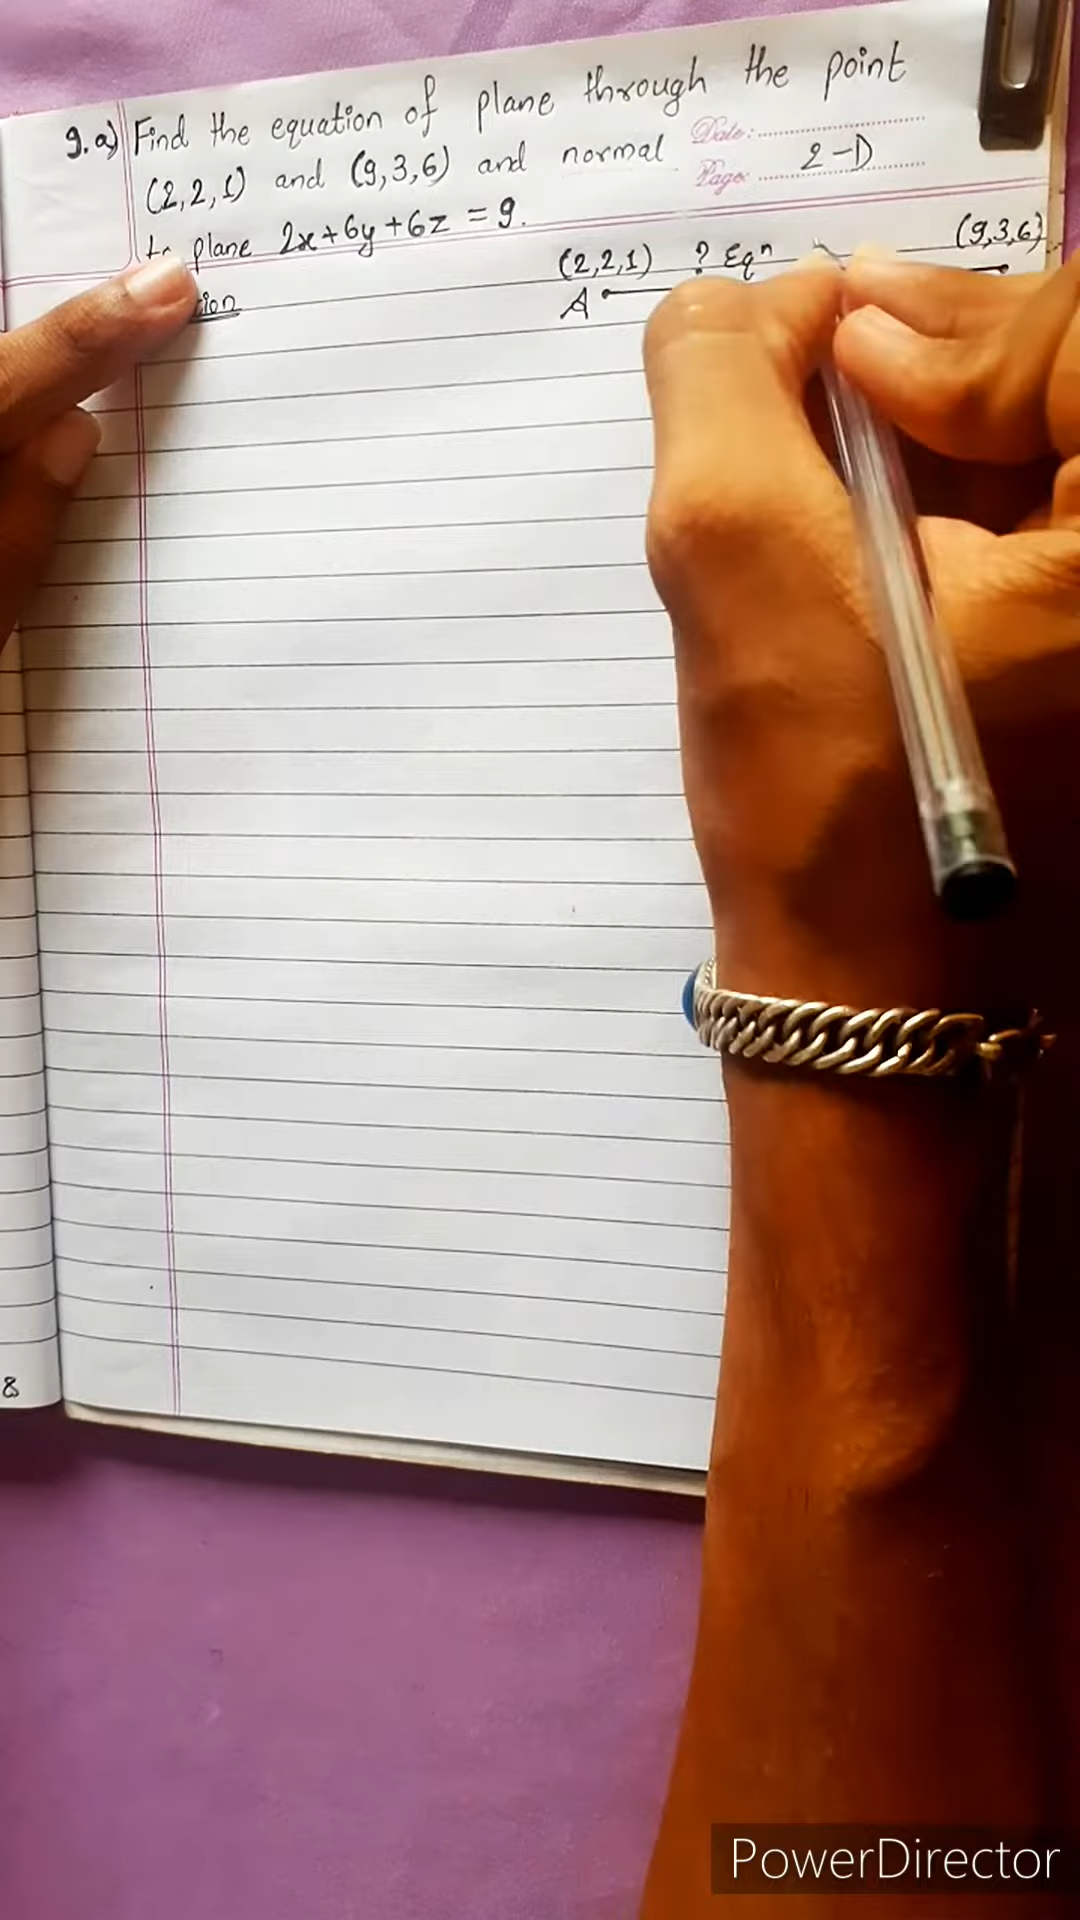 9.a) Find the equation of plane through the point
(2,2,1) and (9,3,6) and normal
to plane 2x+6y+6z = 9.
Date:
Page: 2-D
(2,2,1) ? Eqⁿ (9,3,6)
A
8
PowerDirector